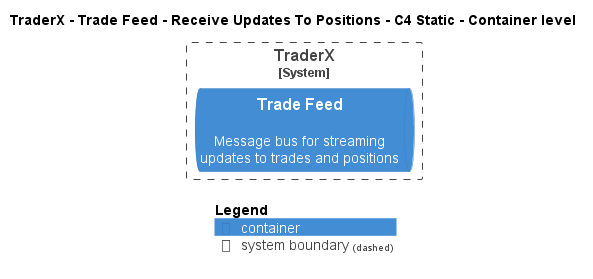 TraderX - Trade Feed - Receive Updates To Positions - C4 Static - Container level
TraderX
[System]
Trade Feed
Message bus for streaming
updates to trades and positions
Legend
container
system boundary (dashed)